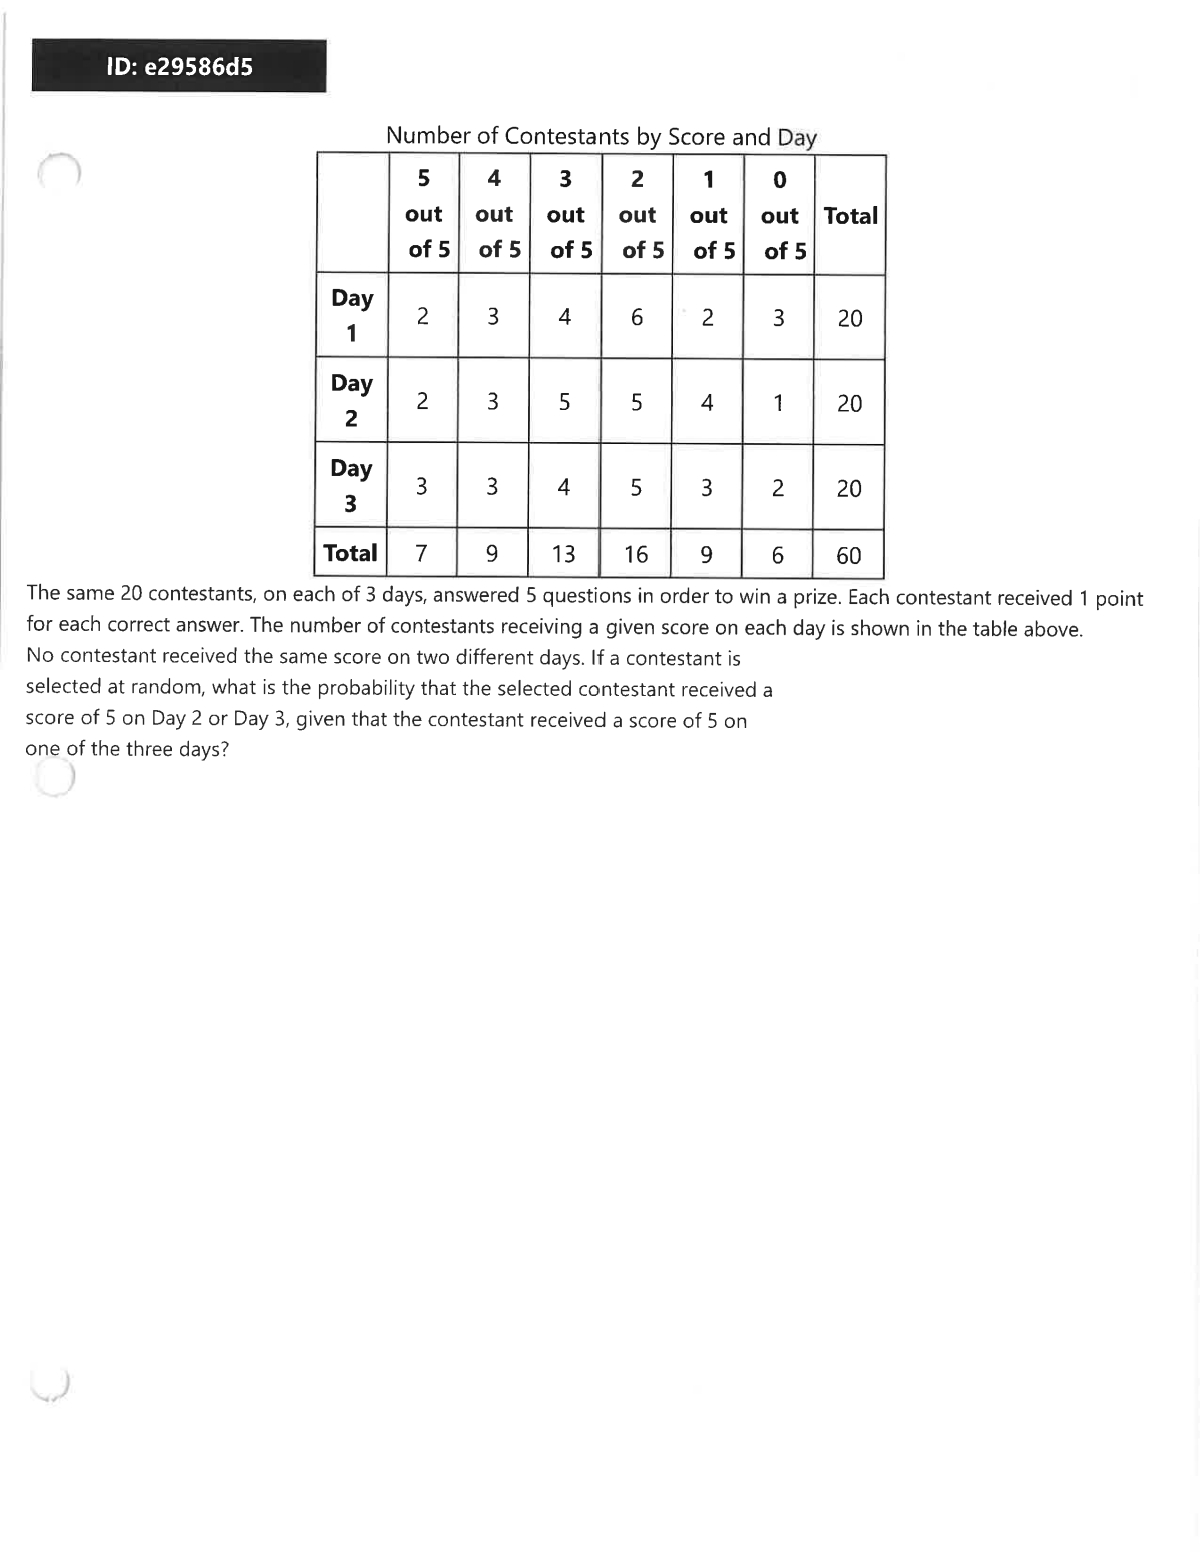 ID: e29586d5
Number of Contestants by Score and Day
5 out of 5 4 out of 5 3 out of 5 2 out of 5 1 out of 5 0 out of 5 Total
Day 1 2 3 4 6 2 3 20
Day 2 2 3 5 5 4 1 20
Day 3 3 3 4 5 3 2 20
Total 7 9 13 16 9 6 60
The same 20 contestants, on each of 3 days, answered 5 questions in order to win a prize. Each contestant received 1 point
for each correct answer. The number of contestants receiving a given score on each day is shown in the table above.
No contestant received the same score on two different days. If a contestant is
selected at random, what is the probability that the selected contestant received a
score of 5 on Day 2 or Day 3, given that the contestant received a score of 5 on
one of the three days?